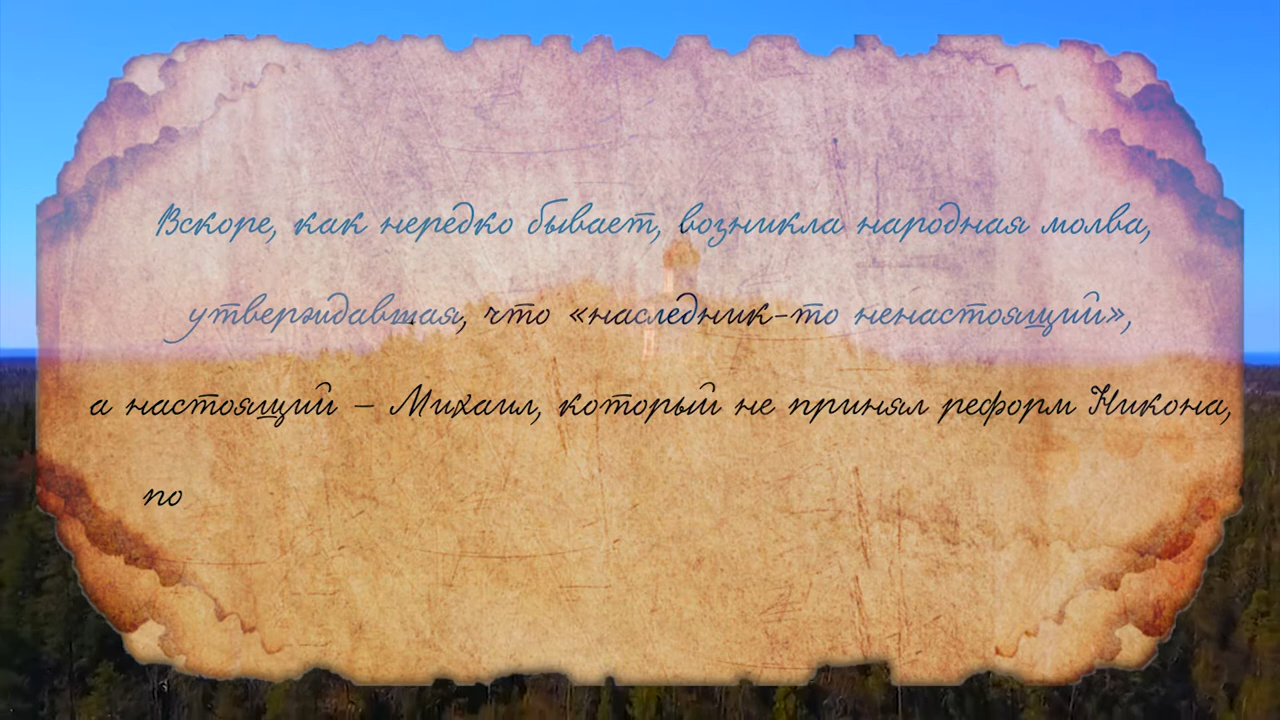 Вскоре, как нередко бывает, возникла народная молва,
утверждавшая, что «наследник-то ненастоящий»,
а настоящий – Михаил, который не принял реформ Никона,
по